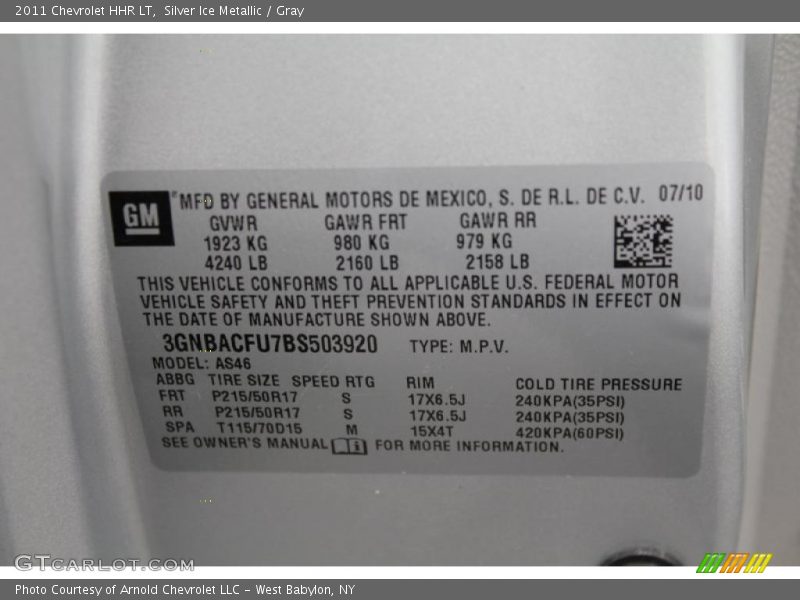 2011 Chevrolet HHR LT,  Silver Ice Metallic / Gray
GM
MFD BY GENERAL MOTORS DE MEXICO, S. DE R.L. DE C.V.  07/10
GVWR  GAWR FRT  GAWR RR
1923 KG  980 KG  979 KG
4240 LB  2160 LB  2158 LB
THIS VEHICLE CONFORMS TO ALL APPLICABLE U.S. FEDERAL MOTOR
VEHICLE SAFETY AND THEFT PREVENTION STANDARDS IN EFFECT ON
THE DATE OF MANUFACTURE SHOWN ABOVE.
3GNBACFU7BS503920  TYPE: M.P.V.
MODEL: AS46
ABBG  TIRE SIZE  SPEED RTG  RIM  COLD TIRE PRESSURE
FRT  P215/50R17  S  17X6.5J  240KPA(35PSI)
RR  P215/50R17  S  17X6.5J  240KPA(35PSI)
SPA  T115/70D15  M  15X4T  420KPA(60PSI)
SEE OWNER'S MANUAL  FOR MORE INFORMATION.
GTCARLOT.COM
Photo Courtesy of Arnold Chevrolet LLC - West Babylon, NY